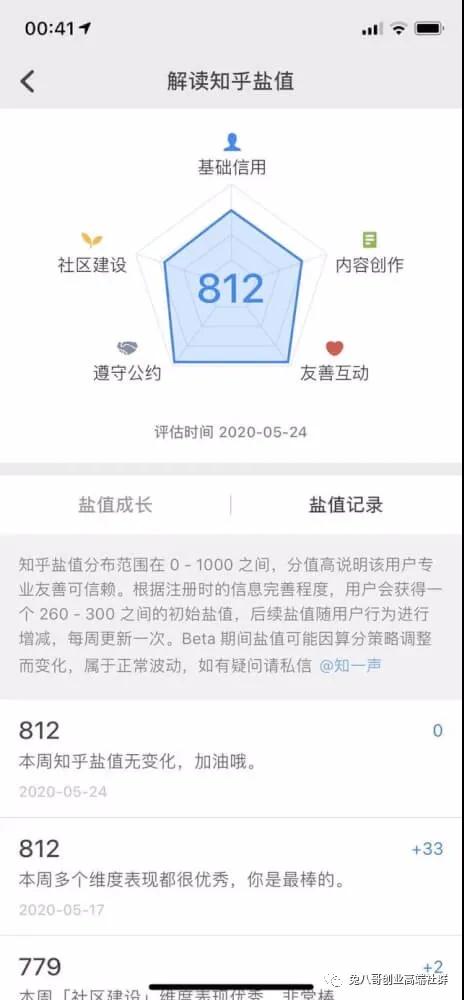 00:41
解读知乎盐值
基础信用
社区建设
内容创作
812
遵守公约
友善互动
评估时间 2020-05-24
盐值成长
盐值记录
知乎盐值分布范围在 0 - 1000 之间，分值高说明该用户专
业友善可信赖。根据注册时的信息完善程度，用户会获得一
个 260 - 300 之间的初始盐值，后续盐值随用户行为进行
增减，每周更新一次。Beta 期间盐值可能因算分策略调整
而变化，属于正常波动，如有疑问请私信 @知一声
812
0
本周知乎盐值无变化，加油哦。
2020-05-24
812
+33
本周多个维度表现都很优秀，你是最棒的。
2020-05-17
779
+2
兔八哥创业高端社群
本周「社区建设」维度表现优秀，非常棒